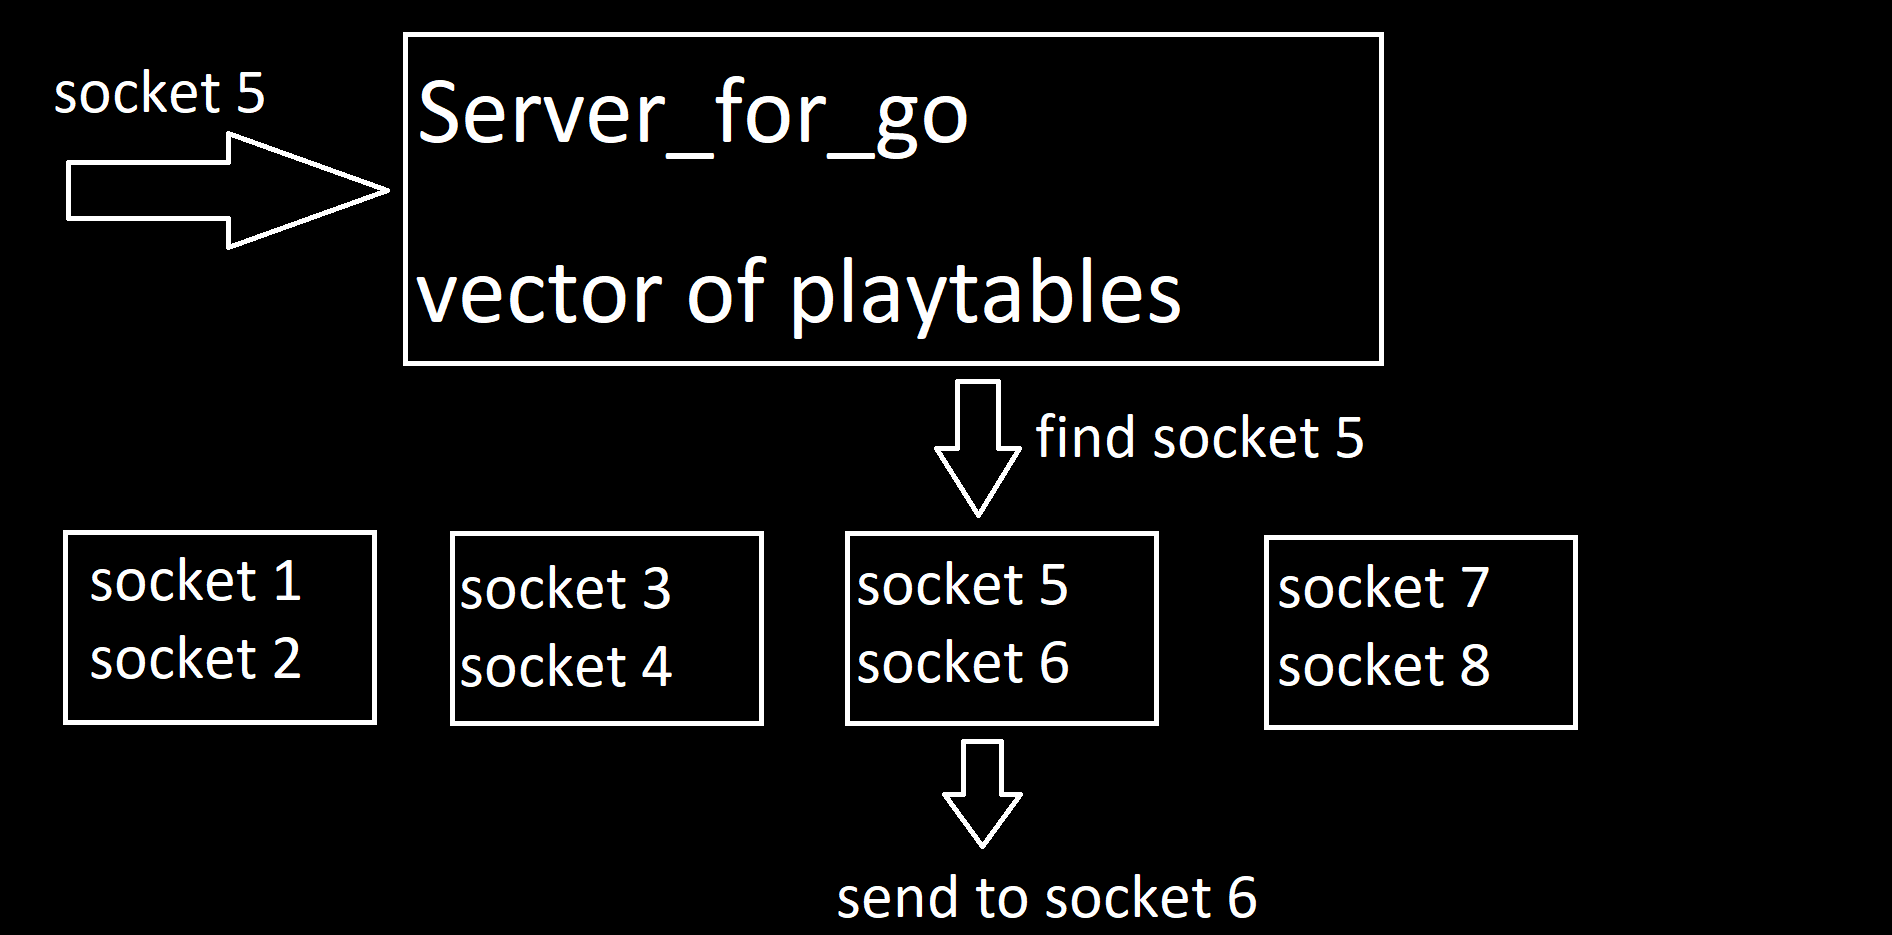 socket 5
Server_for_go
vector of playtables
find socket 5
socket 1
socket 2
socket 3
socket 4
socket 5
socket 6
socket 7
socket 8
send to socket 6